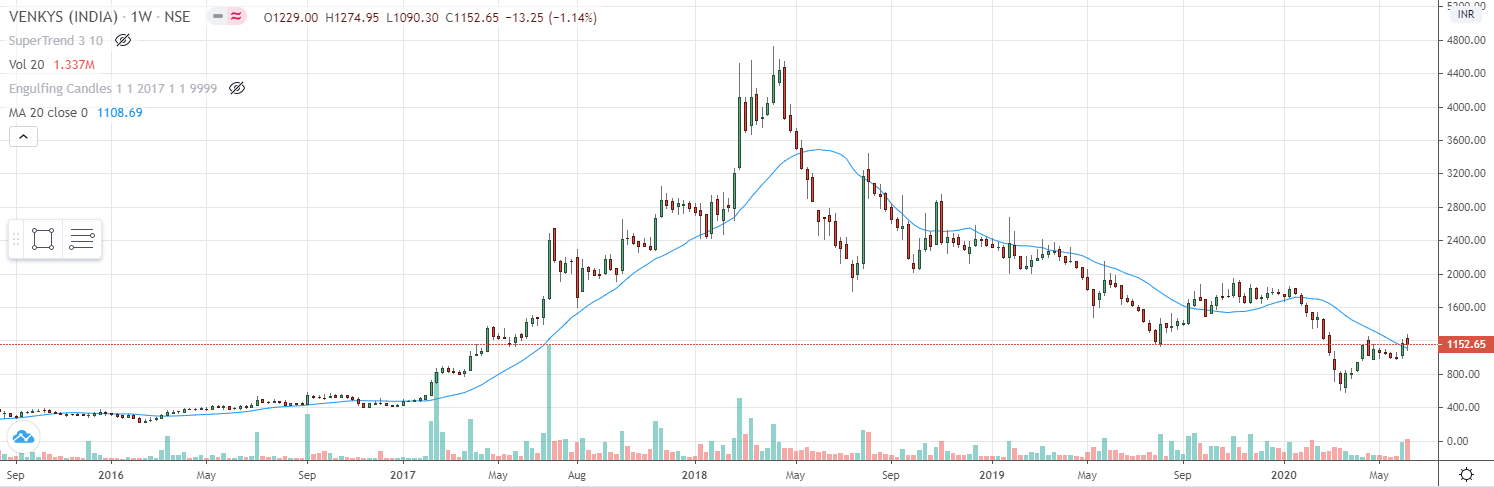 VENKYS (INDIA) · 1W · NSE O1229.00 H1274.95 L1090.30 C1152.65 −13.25 (−1.14%)
SuperTrend 3 10
Vol 20 1.337M
Engulfing Candles 1 1 2017 1 1 9999
MA 20 close 0 1108.69
5200.00
INR
4800.00
4400.00
4000.00
3600.00
3200.00
2800.00
2400.00
2000.00
1600.00
1152.65
800.00
400.00
0.00
Sep 2016 May Sep 2017 May Aug 2018 May Sep 2019 May Sep 2020 May